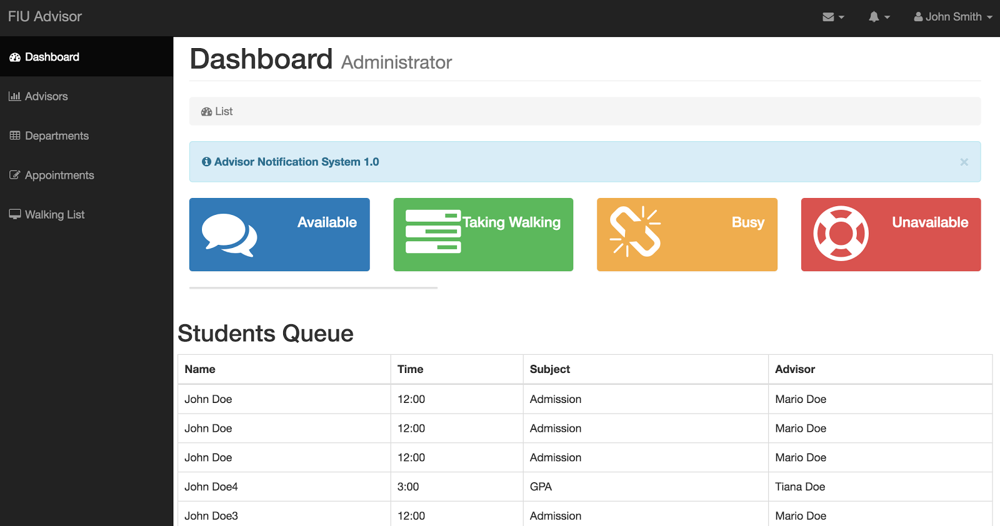 FIU Advisor
John Smith
Dashboard
Advisors
Departments
Appointments
Walking List
Dashboard Administrator
List
Advisor Notification System 1.0
×
Available
Taking Walking
Busy
Unavailable
Students Queue
Name Time Subject Advisor
John Doe 12:00 Admission Mario Doe
John Doe 12:00 Admission Mario Doe
John Doe 12:00 Admission Mario Doe
John Doe4 3:00 GPA Tiana Doe
John Doe3 12:00 Admission Mario Doe